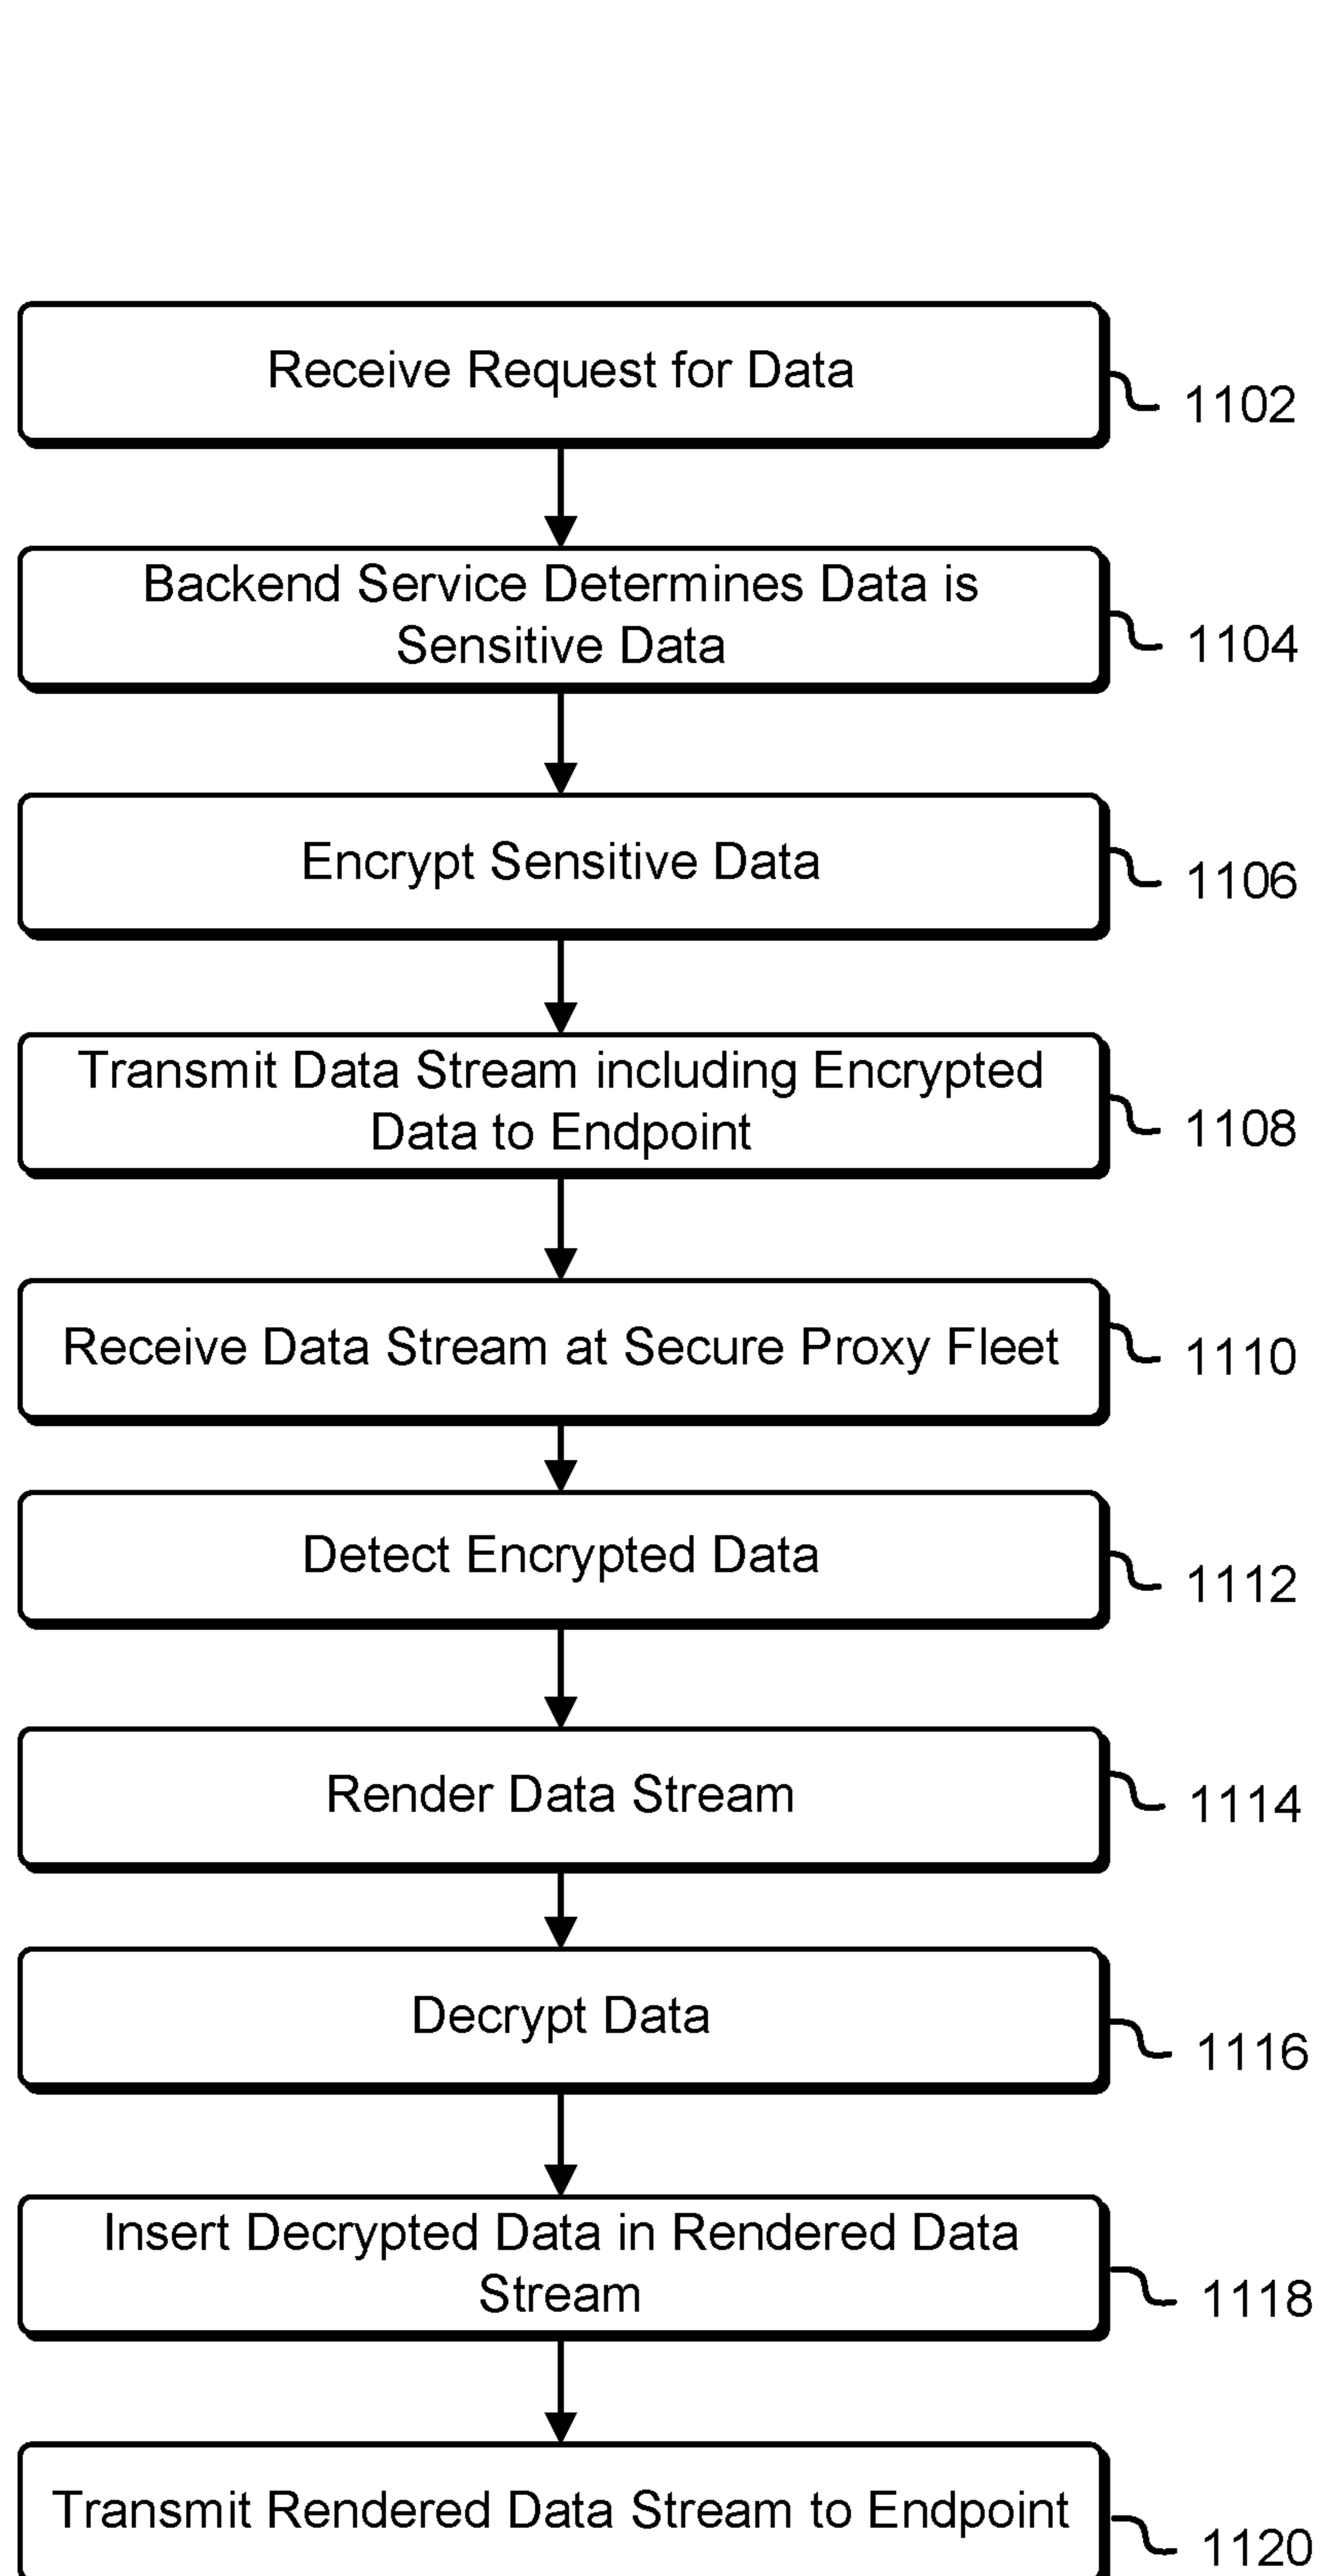 Receive Request for Data
1102
Backend Service Determines Data is
Sensitive Data
1104
Encrypt Sensitive Data
1106
Transmit Data Stream including Encrypted
Data to Endpoint
1108
Receive Data Stream at Secure Proxy Fleet
1110
Detect Encrypted Data
1112
Render Data Stream
1114
Decrypt Data
1116
Insert Decrypted Data in Rendered Data
Stream
1118
Transmit Rendered Data Stream to Endpoint
1120